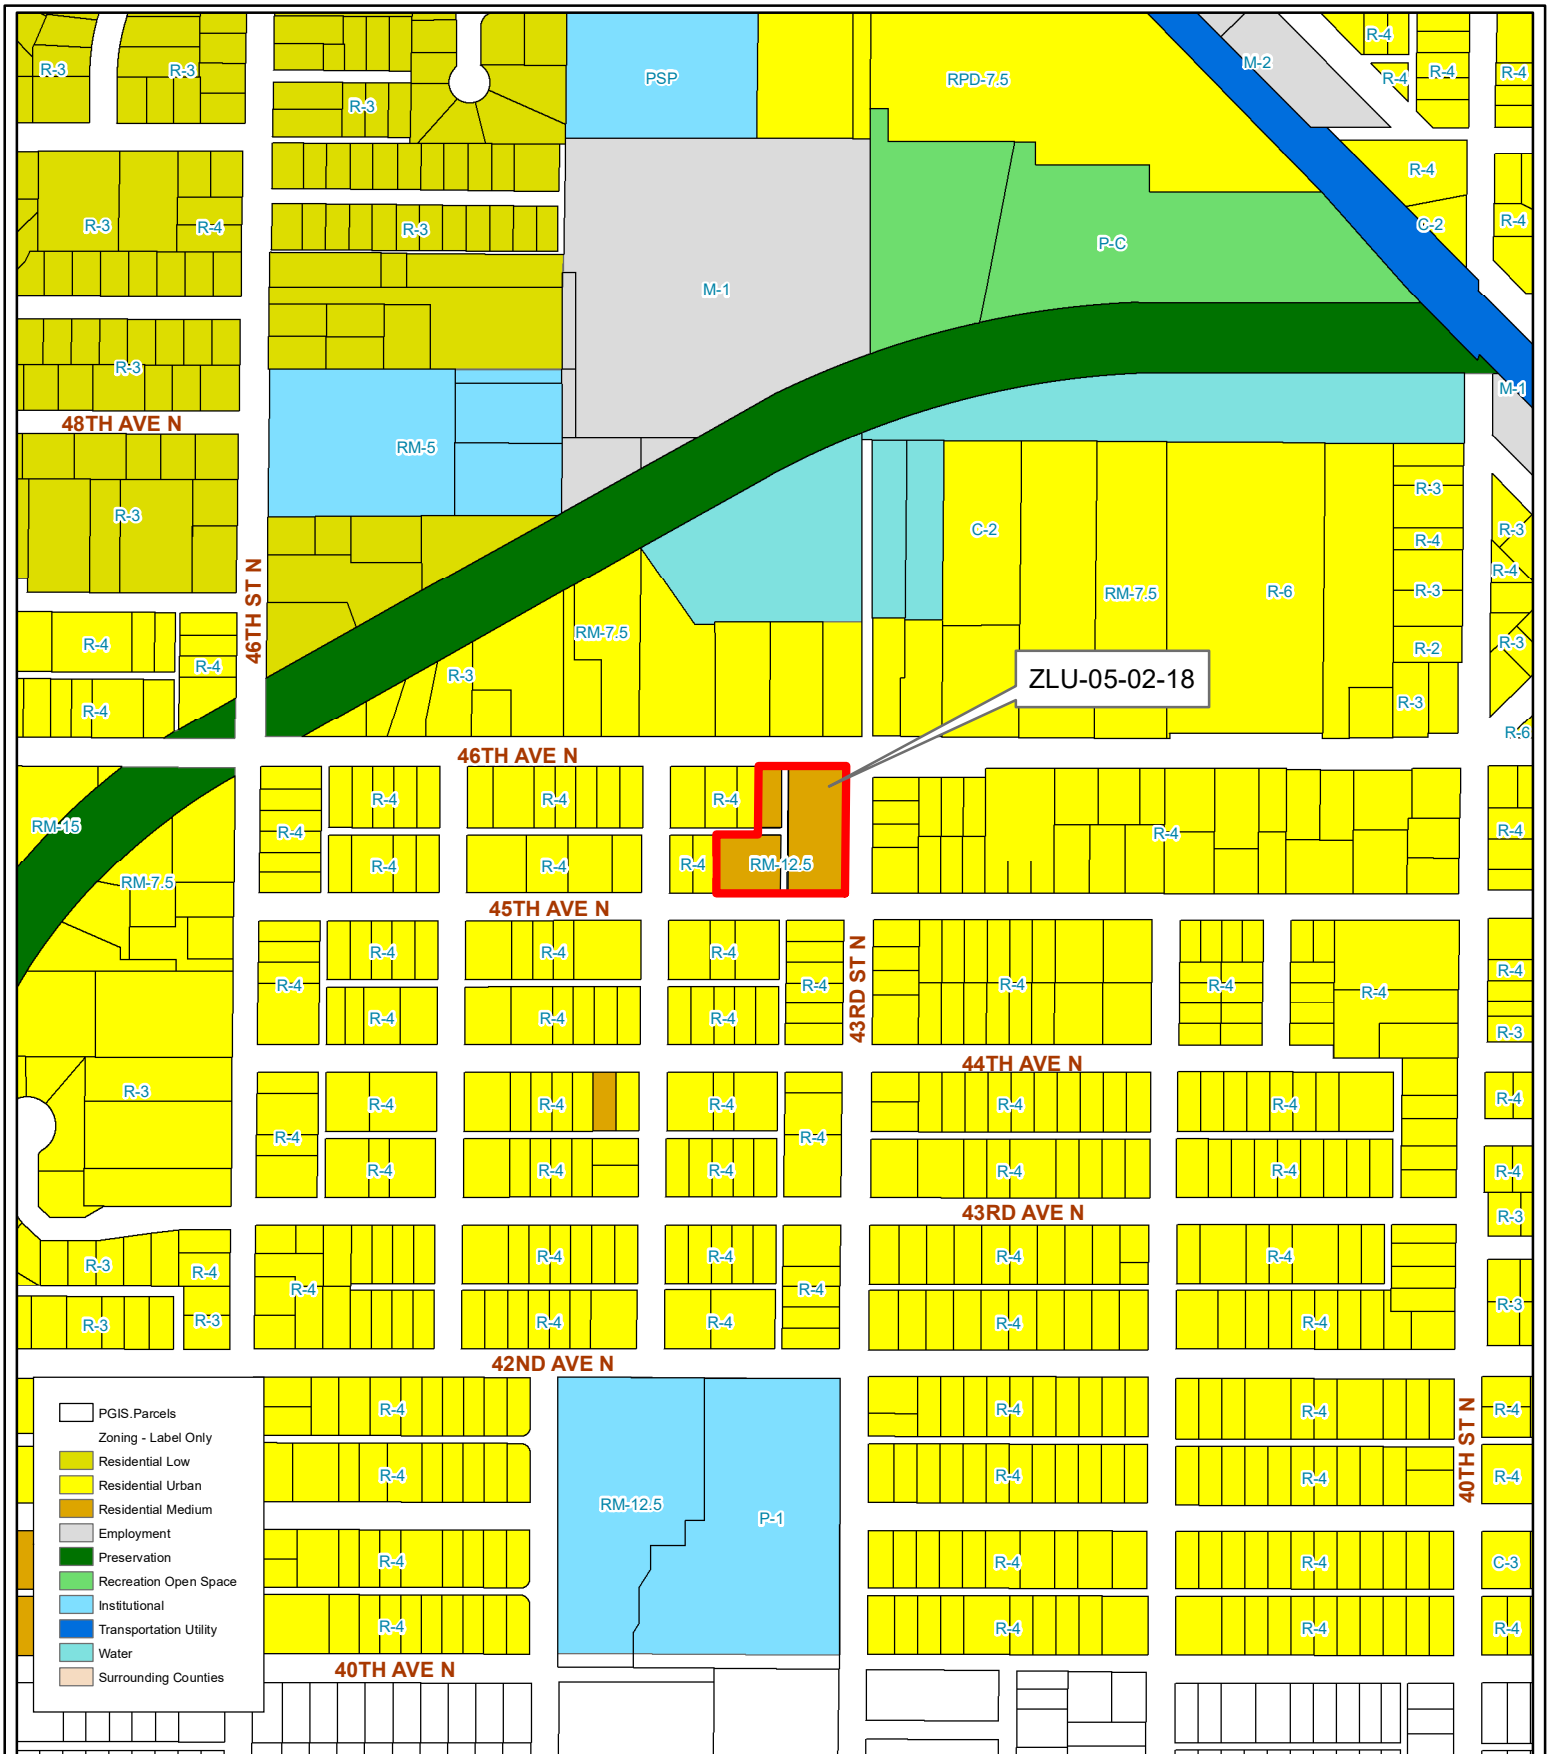 R-4
M-2
R-3
R-3
PSP
RPD-7.5
R-4
R-4
R-4
R-3
R-4
R-3
R-4
R-3
C-2
R-4
P-C
M-1
R-3
M-1
48TH AVE N
RM-5
R-3
R-3
C-2
R-3
R-4
R-4
46TH ST N
RM-7.5
R-6
R-3
RM-7.5
R-4
R-2
R-3
R-4
R-3
ZLU-05-02-18
R-4
R-3
R-6
46TH AVE N
R-4
R-4
R-4
RM-15
R-4
R-4
R-4
R-4
R-4
R-4
RM-12.5
RM-7.5
45TH AVE N
R-4
R-4
R-4
R-4
R-4
R-4
R-4
R-4
R-4
43RD ST N
R-4
R-4
R-4
R-3
44TH AVE N
R-3
R-4
R-4
R-4
R-4
R-4
R-4
R-4
R-4
R-4
R-4
R-4
R-4
R-4
R-4
43RD AVE N
R-3
R-4
R-4
R-4
R-4
R-3
R-4
R-4
R-4
R-3
R-3
R-3
R-4
R-4
R-4
R-4
42ND AVE N
R-4
R-4
R-4
R-4
40TH ST N
PGIS.Parcels
Zoning - Label Only
Residential Low
Residential Urban
Residential Medium
Employment
Preservation
Recreation Open Space
Institutional
Transportation Utility
Water
Surrounding Counties
R-4
R-4
R-4
R-4
RM-12.5
P-1
R-4
R-4
R-4
C-3
R-4
R-4
R-4
R-4
40TH AVE N